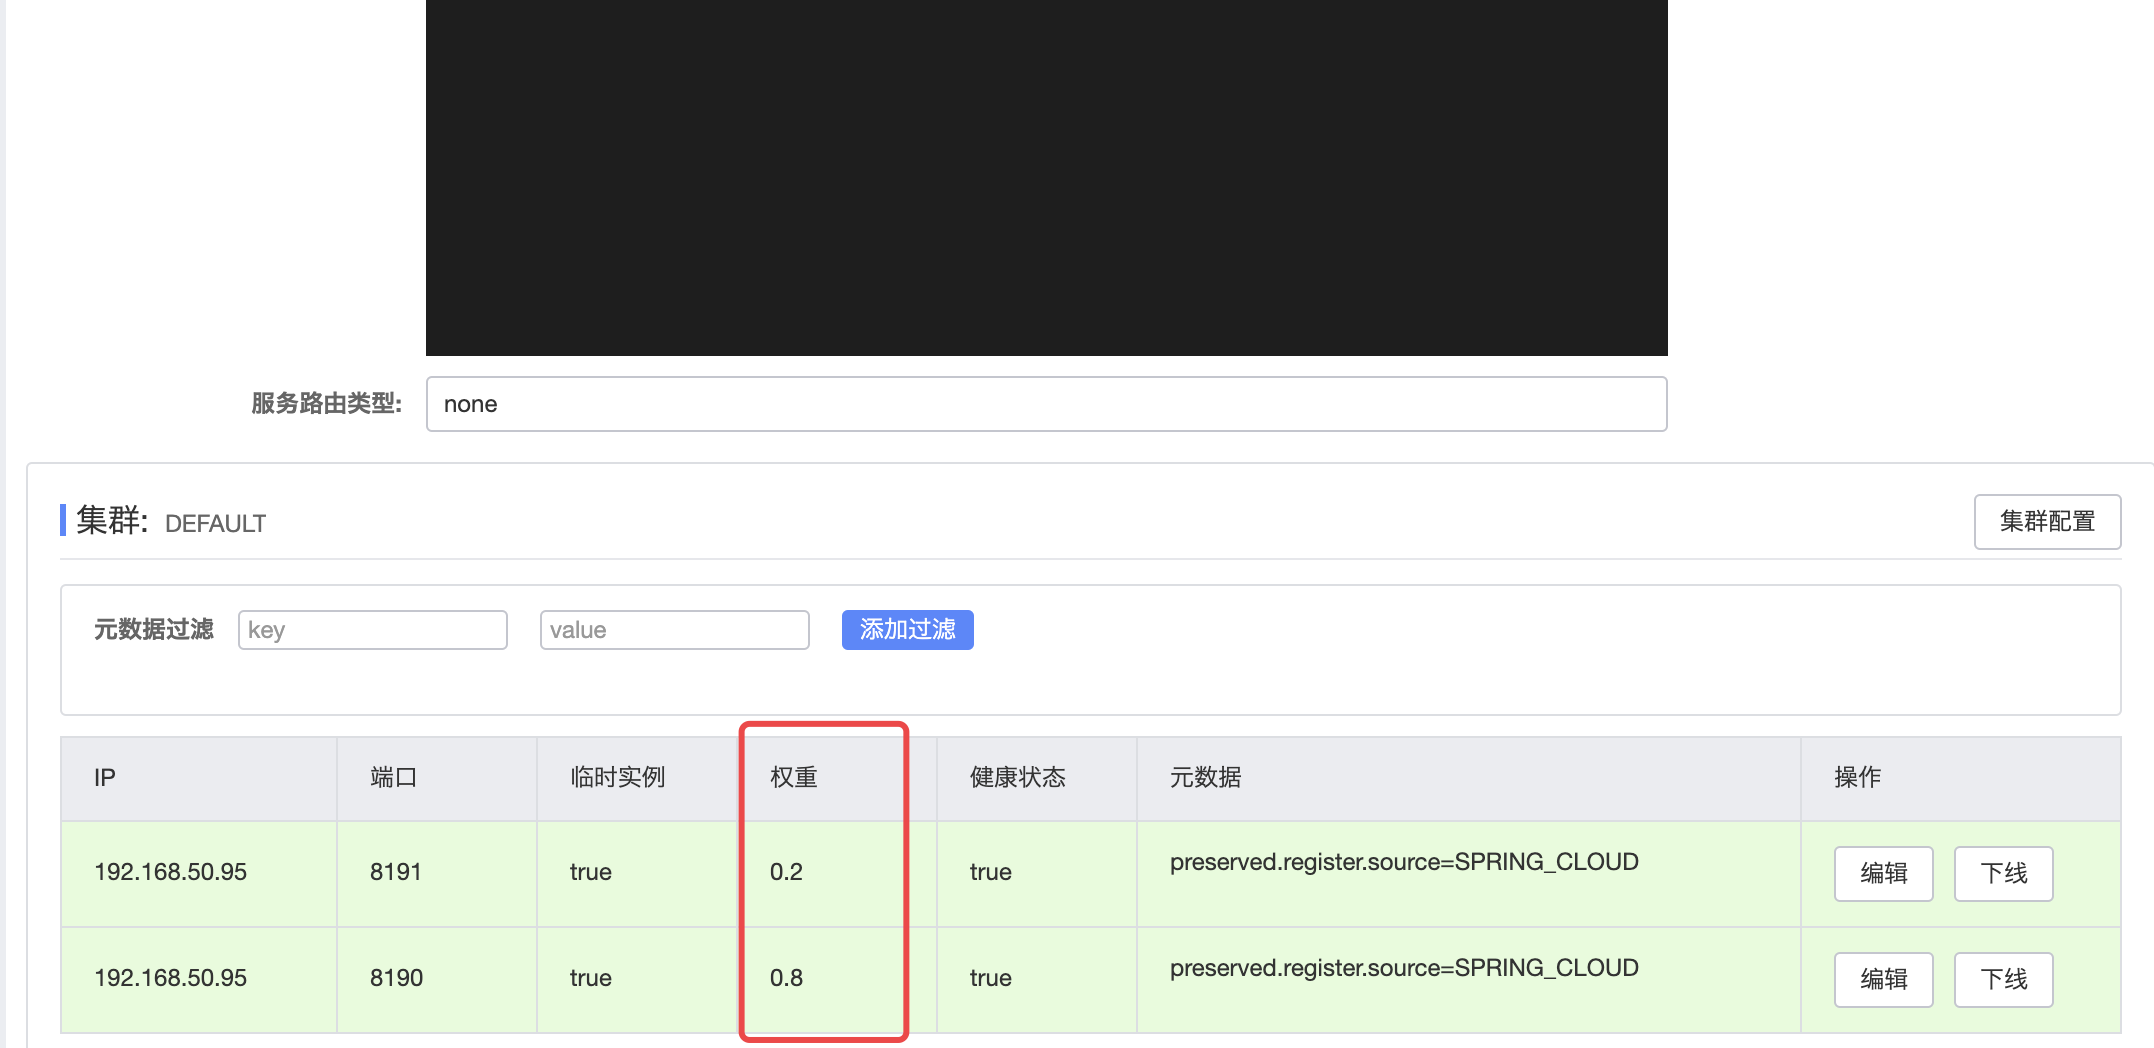 服务路由类型: none
集群: DEFAULT 集群配置
元数据过滤 key value 添加过滤
IP 端口 临时实例 权重 健康状态 元数据 操作
192.168.50.95 8191 true 0.2 true preserved.register.source=SPRING_CLOUD 编辑 下线
192.168.50.95 8190 true 0.8 true preserved.register.source=SPRING_CLOUD 编辑 下线